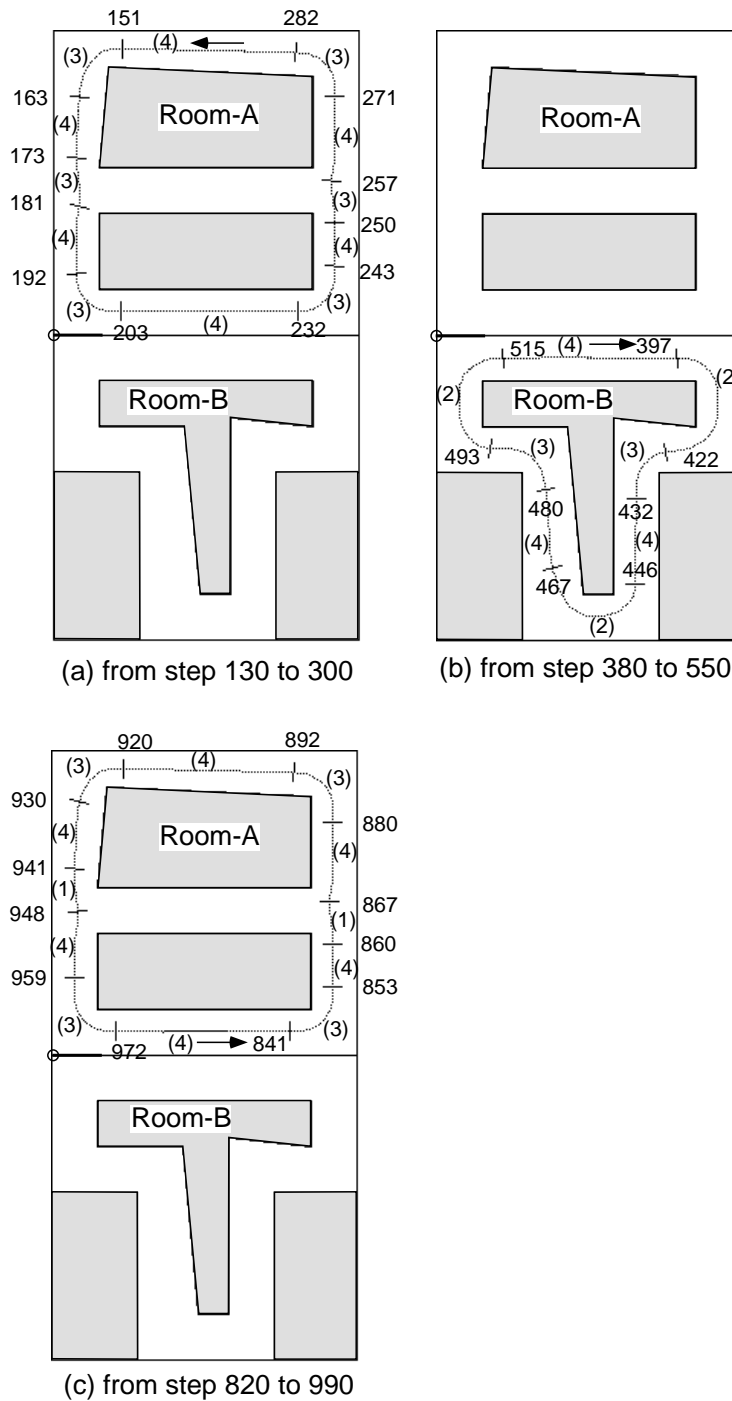 151 (4) 282
(3) (3)
163 271
Room-A
(4) (4)
173
(3) 257
181 (3)
250
(4) (4)
192 243
(3) (3)
203 (4) 232
Room-B
(a) from step 130 to 300
Room-A
515 (4) 397
(2) (2
Room-B
493 (3) (3) 422
480 432
(4) (4)
467 446
(2)
(b) from step 380 to 550
920 892
(3) (4) (3)
930
(4) 880
Room-A
(4)
941
(1) 867
948 (1)
(4) 860
(4)
959 853
(3) (3)
972 (4) 841
Room-B
(c) from step 820 to 990